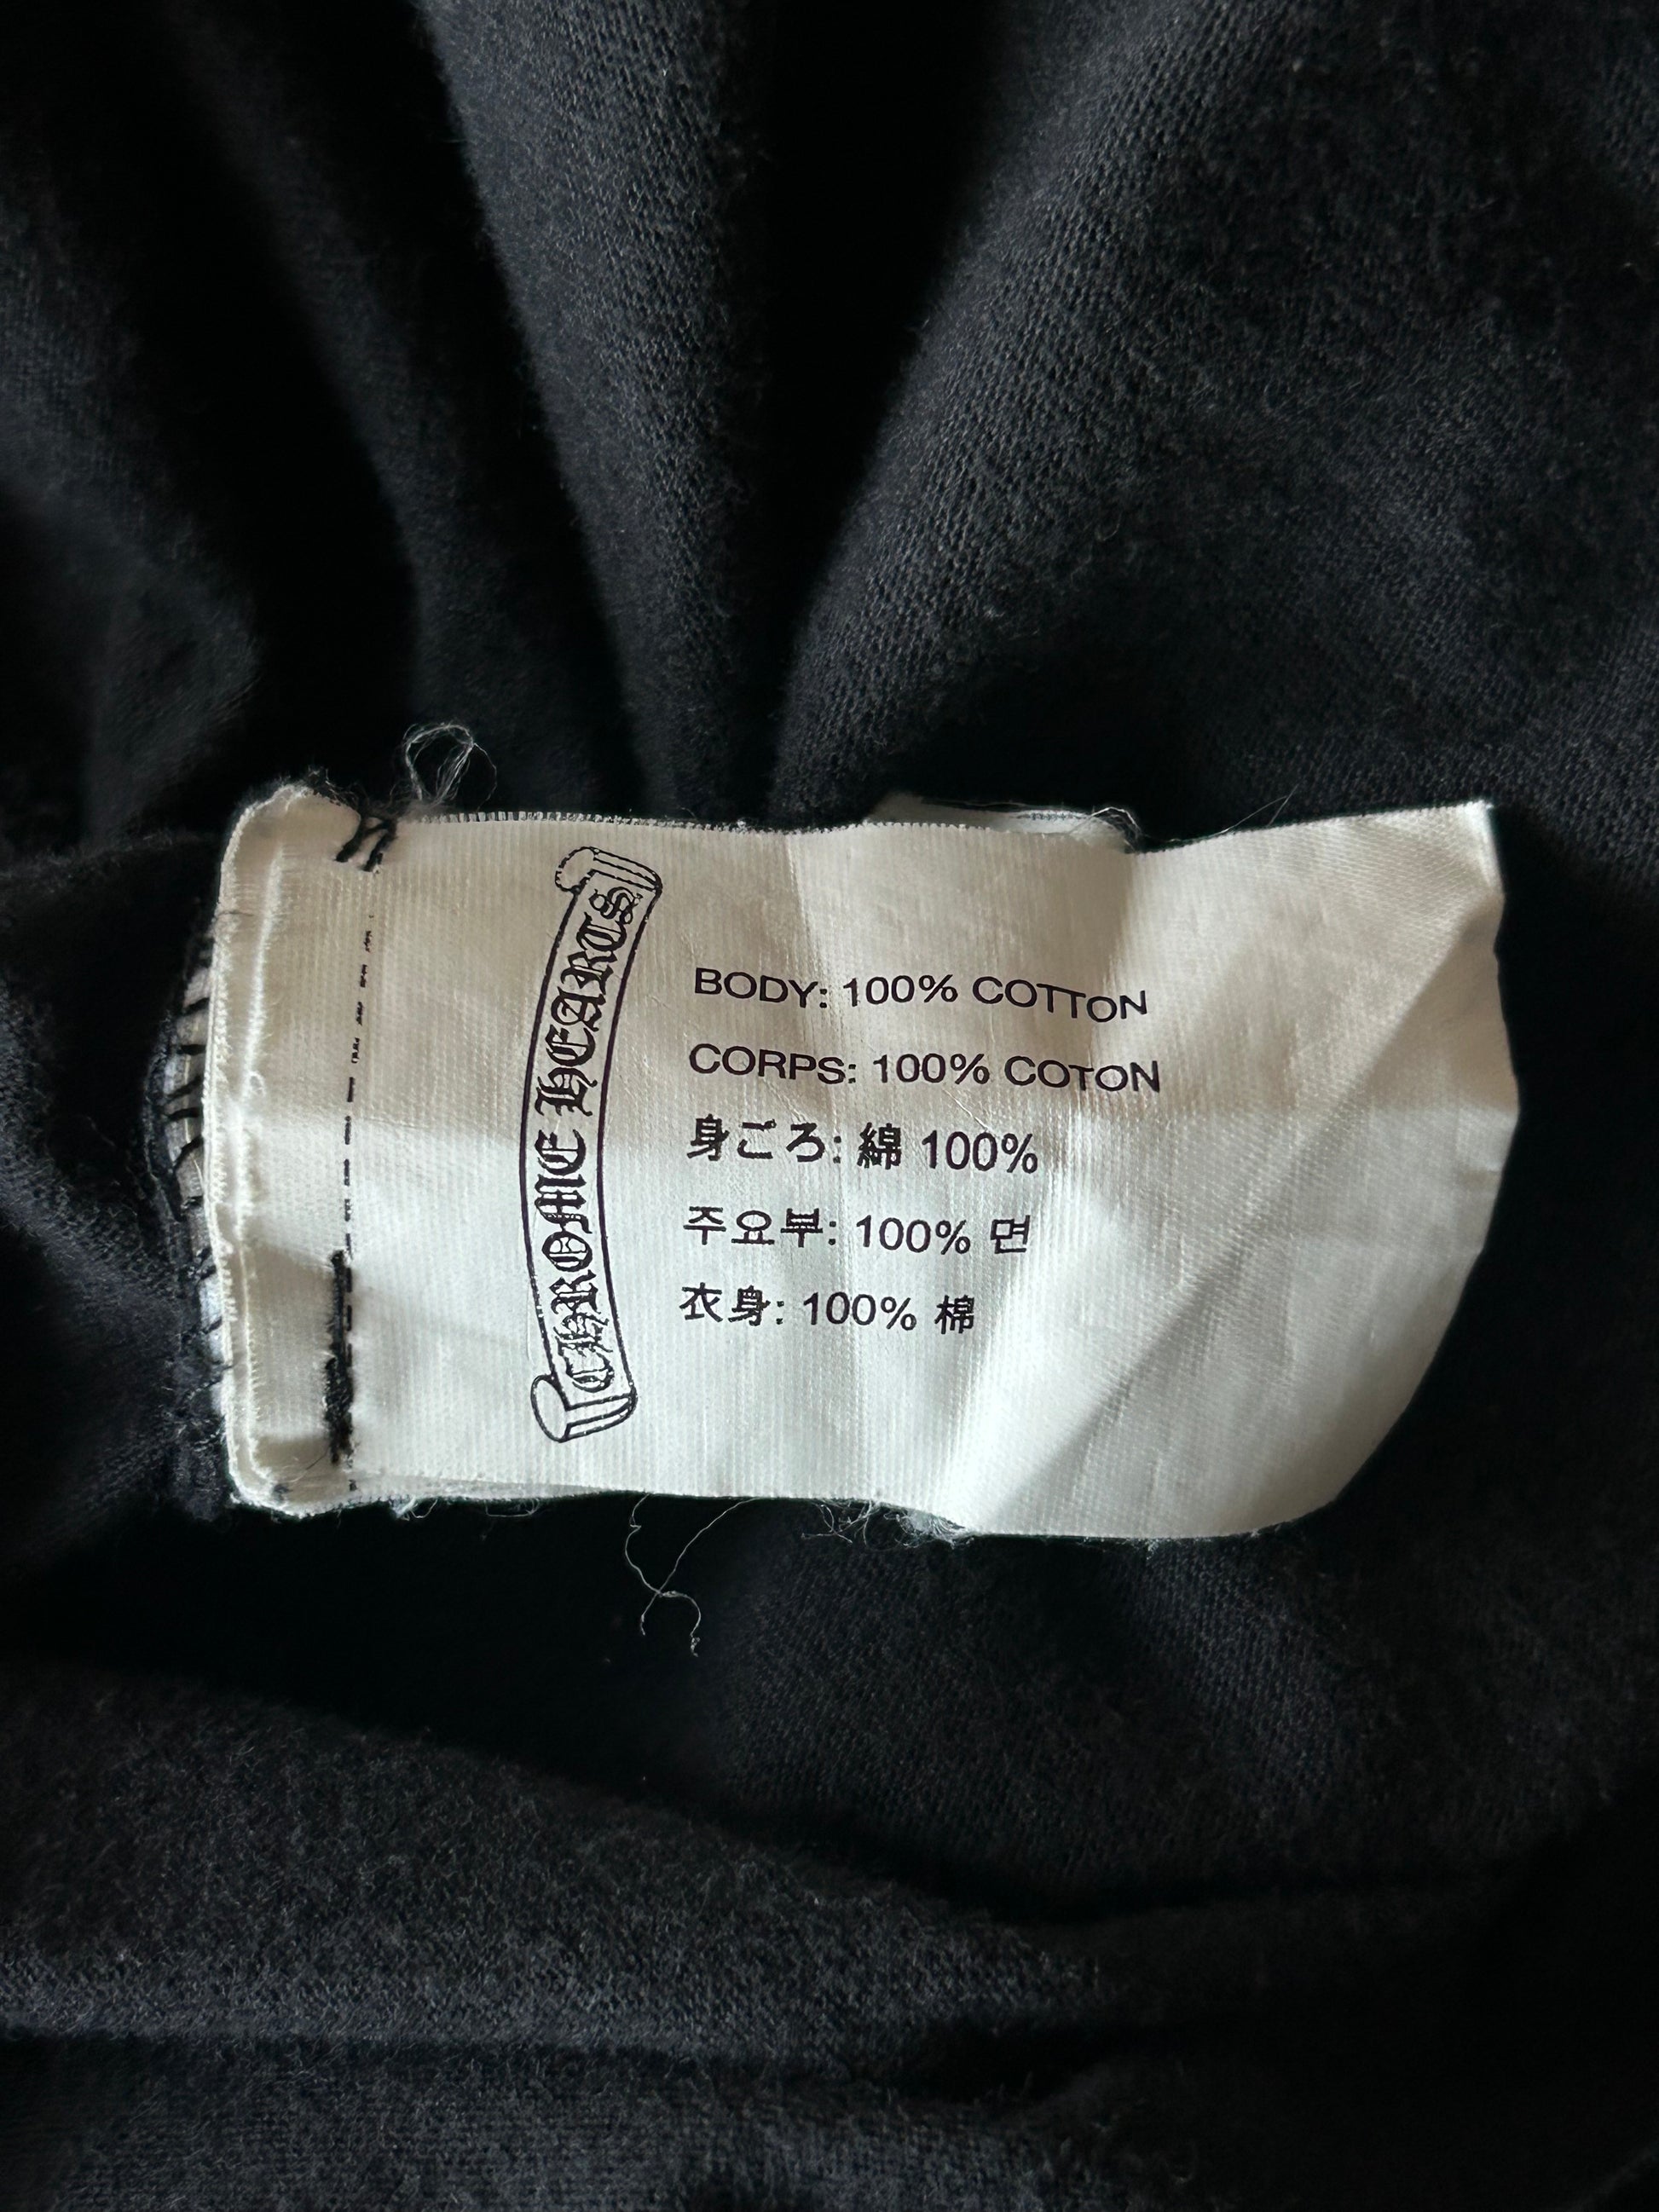 CHROME HEARTS
BODY: 100% COTTON
CORPS: 100% COTON
身ごろ: 綿 100%
주요부: 100% 면
衣身: 100% 棉